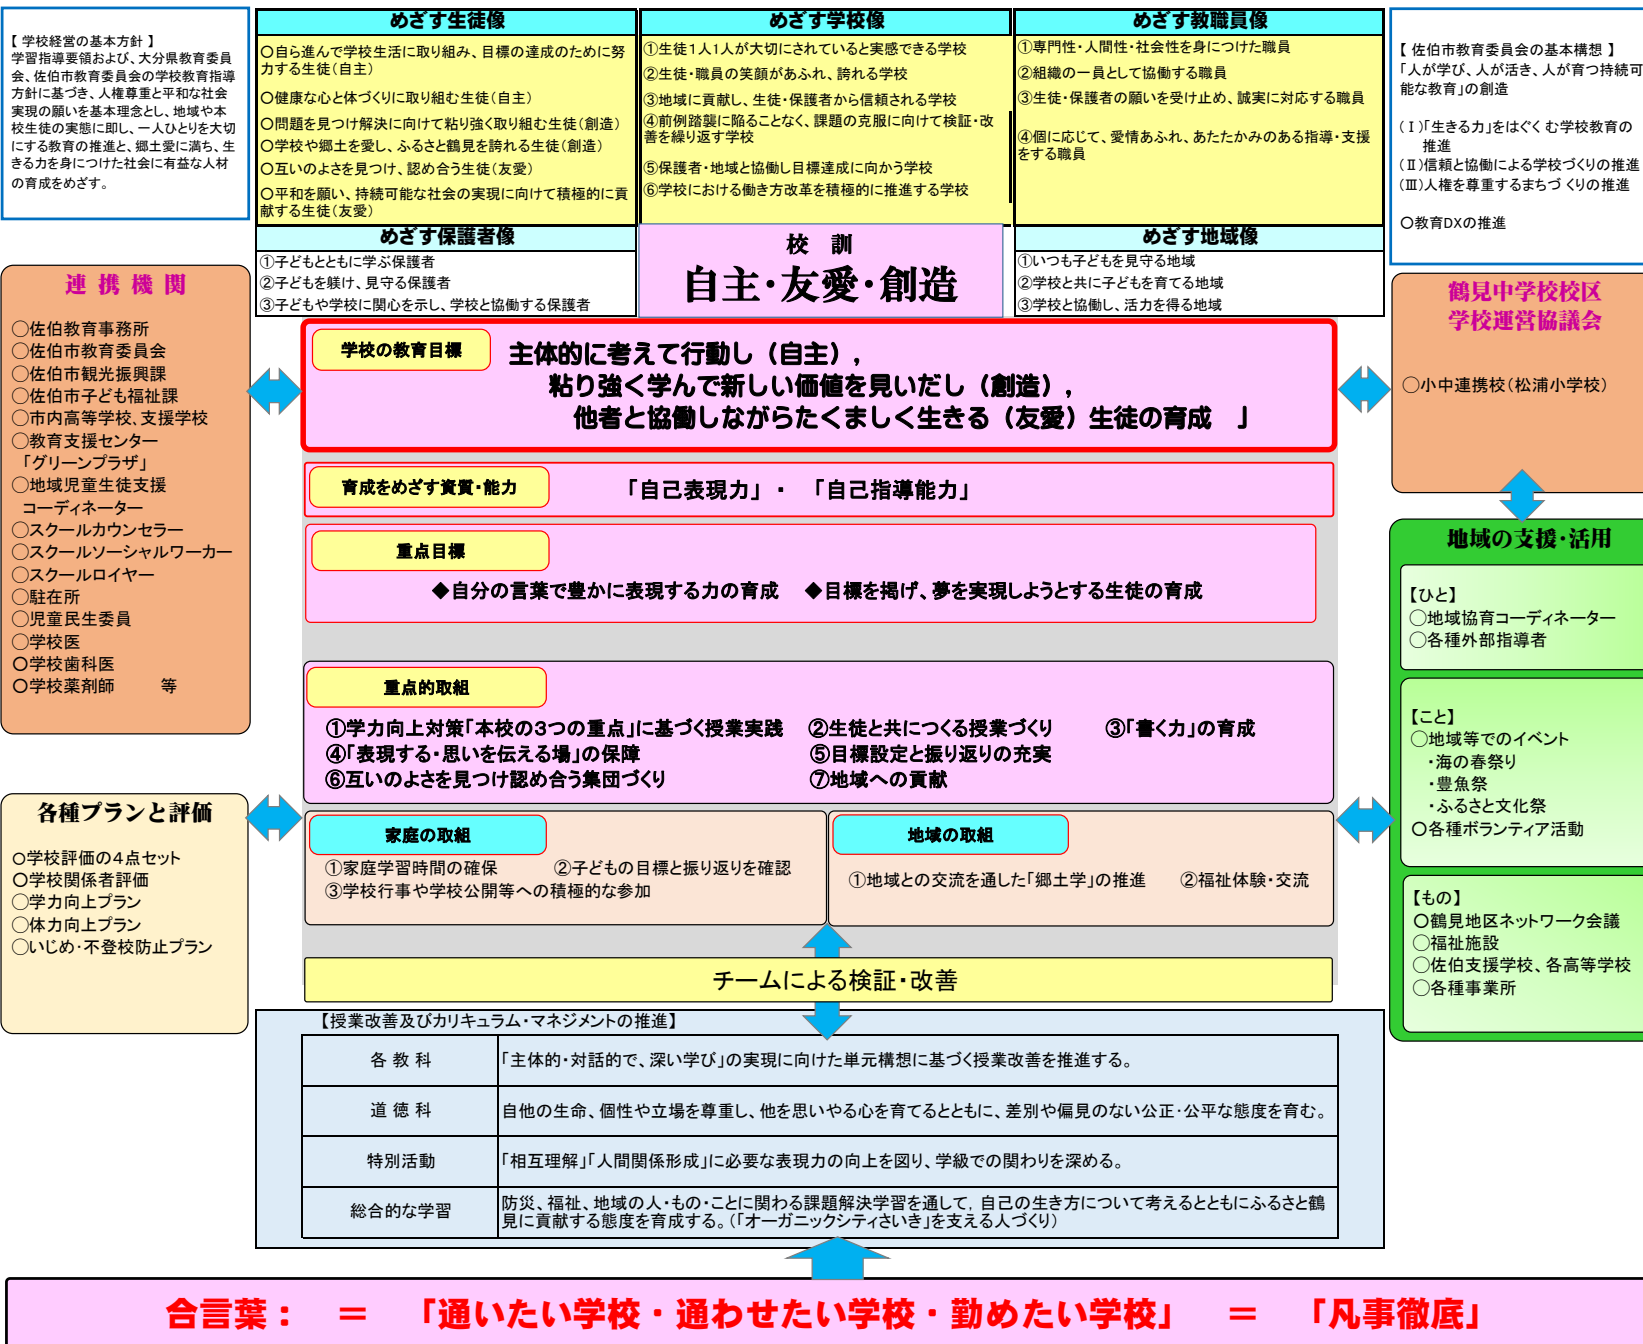 【 学校経営の基本方針 】
学習指導要領および、大分県教育委員
会、佐伯市教育委員会の学校教育指導
方針に基づき、人権尊重と平和な社会
実現の願いを基本理念とし、地域や本
校生徒の実態に即し、一人ひとりを大切
にする教育の推進と、郷土愛に満ち、生
きる力を身につけた社会に有益な人材
の育成をめざす。
めざす生徒像
〇自ら進んで学校生活に取り組み、目標の達成のために努
力する生徒(自主)
〇健康な心と体づくりに取り組む生徒(自主)
〇問題を見つけ解決に向けて粘り強く取り組む生徒(創造)
〇学校や郷土を愛し、ふるさと鶴見を誇れる生徒(創造)
〇互いのよさを見つけ、認め合う生徒(友愛)
〇平和を願い、持続可能な社会の実現に向けて積極的に貢
献する生徒(友愛)
めざす学校像
①生徒1人1人が大切にされていると実感できる学校
②生徒・職員の笑顔があふれ、誇れる学校
③地域に貢献し、生徒・保護者から信頼される学校
④前例踏襲に陥ることなく、課題の克服に向けて検証・改
善を繰り返す学校
⑤保護者・地域と協働し目標達成に向かう学校
⑥学校における働き方改革を積極的に推進する学校
めざす教職員像
①専門性・人間性・社会性を身につけた職員
②組織の一員として協働する職員
③生徒・保護者の願いを受け止め、誠実に対応する職員
④個に応じて、愛情あふれ、あたたかみのある指導・支援
をする職員
【 佐伯市教育委員会の基本構想 】
「人が学び、人が活き、人が育つ持続可
能な教育」の創造
(Ⅰ)「生きる力」をはぐくむ学校教育の
推進
(Ⅱ)信頼と協働による学校づくりの推進
(Ⅲ)人権を尊重するまちづくりの推進
〇教育DXの推進
めざす保護者像
①子どもとともに学ぶ保護者
②子どもを躾け、見守る保護者
③子どもや学校に関心を示し、学校と協働する保護者
校 訓
自主・友愛・創造
めざす地域像
①いつも子どもを見守る地域
②学校と共に子どもを育てる地域
③学校と協働し、活力を得る地域
連 携 機 関
○佐伯教育事務所
○佐伯市教育委員会
○佐伯市観光振興課
○佐伯市子ども福祉課
○市内高等学校、支援学校
○教育支援センター
「グリーンプラザ」
○地域児童生徒支援
コーディネーター
○スクールカウンセラー
○スクールソーシャルワーカー
○スクールロイヤー
○駐在所
○児童民生委員
○学校医
〇学校歯科医
〇学校薬剤師 等
学校の教育目標
主体的に考えて行動し(自主),
粘り強く学んで新しい価値を見いだし(創造),
他者と協働しながらたくましく生きる(友愛)生徒の育成 」
育成をめざす資質・能力
「自己表現力」 ・ 「自己指導能力」
重点目標
◆自分の言葉で豊かに表現する力の育成 ◆目標を掲げ、夢を実現しようとする生徒の育成
重点的取組
①学力向上対策「本校の3つの重点」に基づく授業実践 ②生徒と共につくる授業づくり ③「書く力」の育成
④「表現する・思いを伝える場」の保障 ⑤目標設定と振り返りの充実
⑥互いのよさを見つけ認め合う集団づくり ⑦地域への貢献
家庭の取組
①家庭学習時間の確保 ②子どもの目標と振り返りを確認
③学校行事や学校公開等への積極的な参加
地域の取組
①地域との交流を通した「郷土学」の推進 ②福祉体験・交流
チームによる検証・改善
鶴見中学校校区
学校運営協議会
○小中連携校(松浦小学校)
地域の支援・活用
【ひと】
○地域協育コーディネーター
○各種外部指導者
【こと】
○地域等でのイベント
・海の春祭り
・豊魚祭
・ふるさと文化祭
〇各種ボランティア活動
【もの】
〇鶴見地区ネットワーク会議
○福祉施設
○佐伯支援学校、各高等学校
○各種事業所
各種プランと評価
〇学校評価の4点セット
〇学校関係者評価
○学力向上プラン
○体力向上プラン
○いじめ・不登校防止プラン
【授業改善及びカリキュラム・マネジメントの推進】
各 教 科 「主体的・対話的で、深い学び」の実現に向けた単元構想に基づく授業改善を推進する。
道 徳 科 自他の生命、個性や立場を尊重し、他を思いやる心を育てるとともに、差別や偏見のない公正・公平な態度を育む。
特別活動 「相互理解」「人間関係形成」に必要な表現力の向上を図り、学級での関わりを深める。
総合的な学習 防災、福祉、地域の人・もの・ことに関わる課題解決学習を通して, 自己の生き方について考えるとともにふるさと鶴
見に貢献する態度を育成する。(「オーガニックシティさいき」を支える人づくり)
合言葉: = 「通いたい学校・通わせたい学校・勤めたい学校」 = 「凡事徹底」